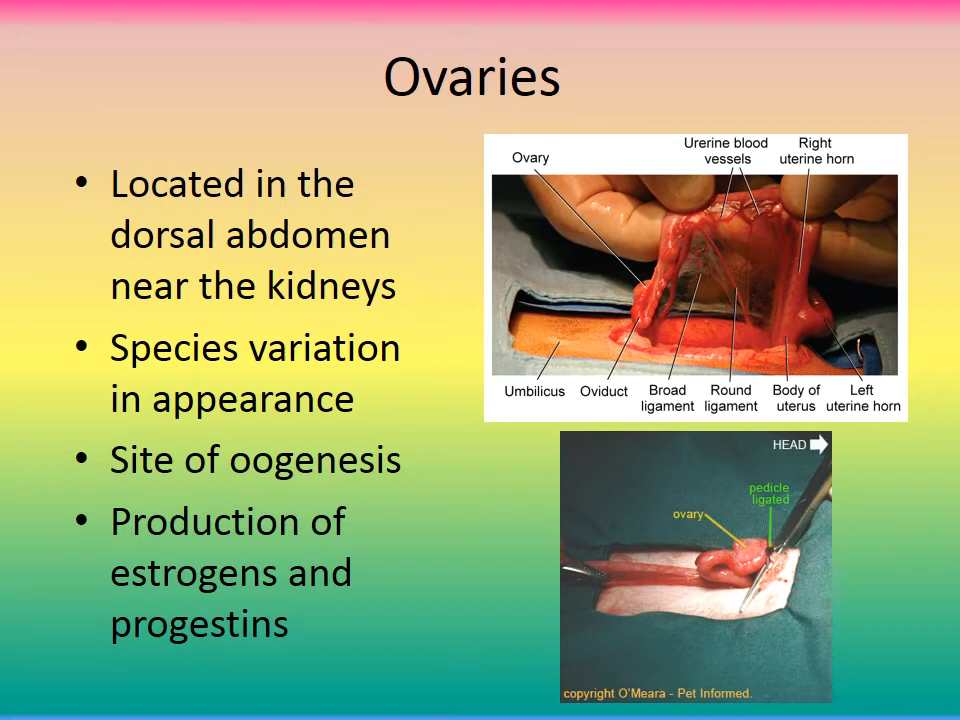 Ovaries
• Located in the
dorsal abdomen
near the kidneys
• Species variation
in appearance
• Site of oogenesis
• Production of
estrogens and
progestins
Ovary
Urerine blood
vessels
Right
uterine horn
Umbilicus
Oviduct
Broad
ligament
Round
ligament
Body of
uterus
Left
uterine horn
HEAD
pedicle
ligated
ovary
copyright O'Meara - Pet Informed.